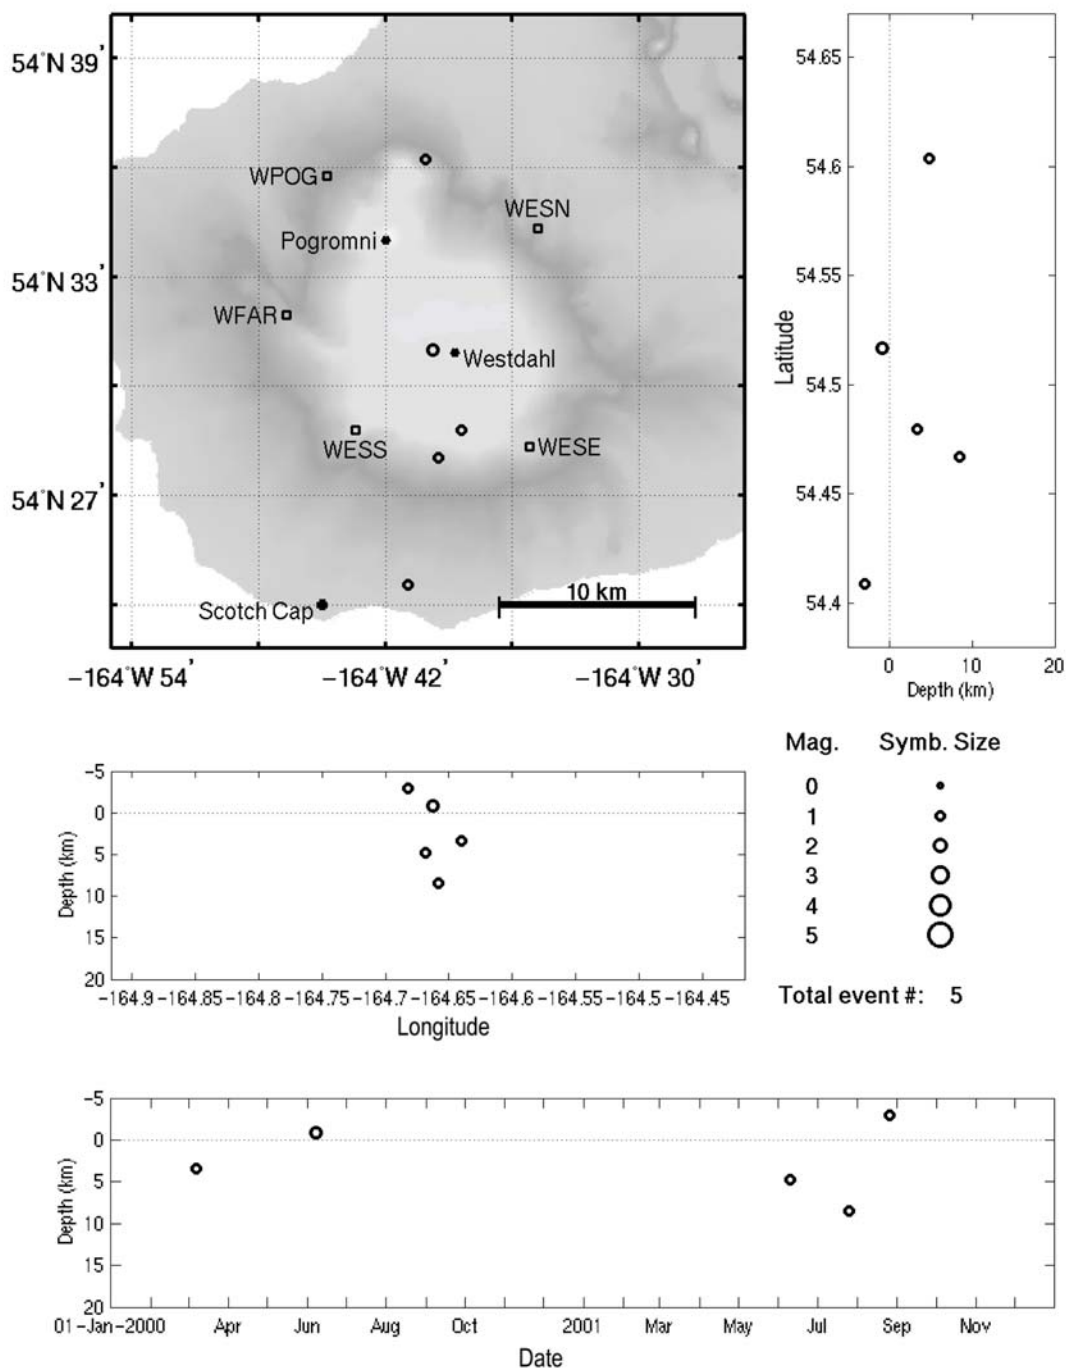 54°N 39'
WPOG
WESN
Pogromni
54°N 33'
WFAR
Westdahl
WESS
WESE
54°N 27'
10 km
Scotch Cap
-164°W 54'
-164°W 42'
-164°W 30'
54.65
54.6
54.55
54.5
54.45
54.4
Latitude
0
10
20
Depth (km)
Mag.
Symb. Size
0
1
2
3
4
5
Total event #: 5
-5
0
5
10
15
20
Depth (km)
-164.9
-164.85
-164.8
-164.75
-164.7
-164.65
-164.6
-164.55
-164.5
-164.45
Longitude
-5
0
5
10
15
20
Depth (km)
01-Jan-2000
Apr
Jun
Aug
Oct
2001
Mar
May
Jul
Sep
Nov
Date